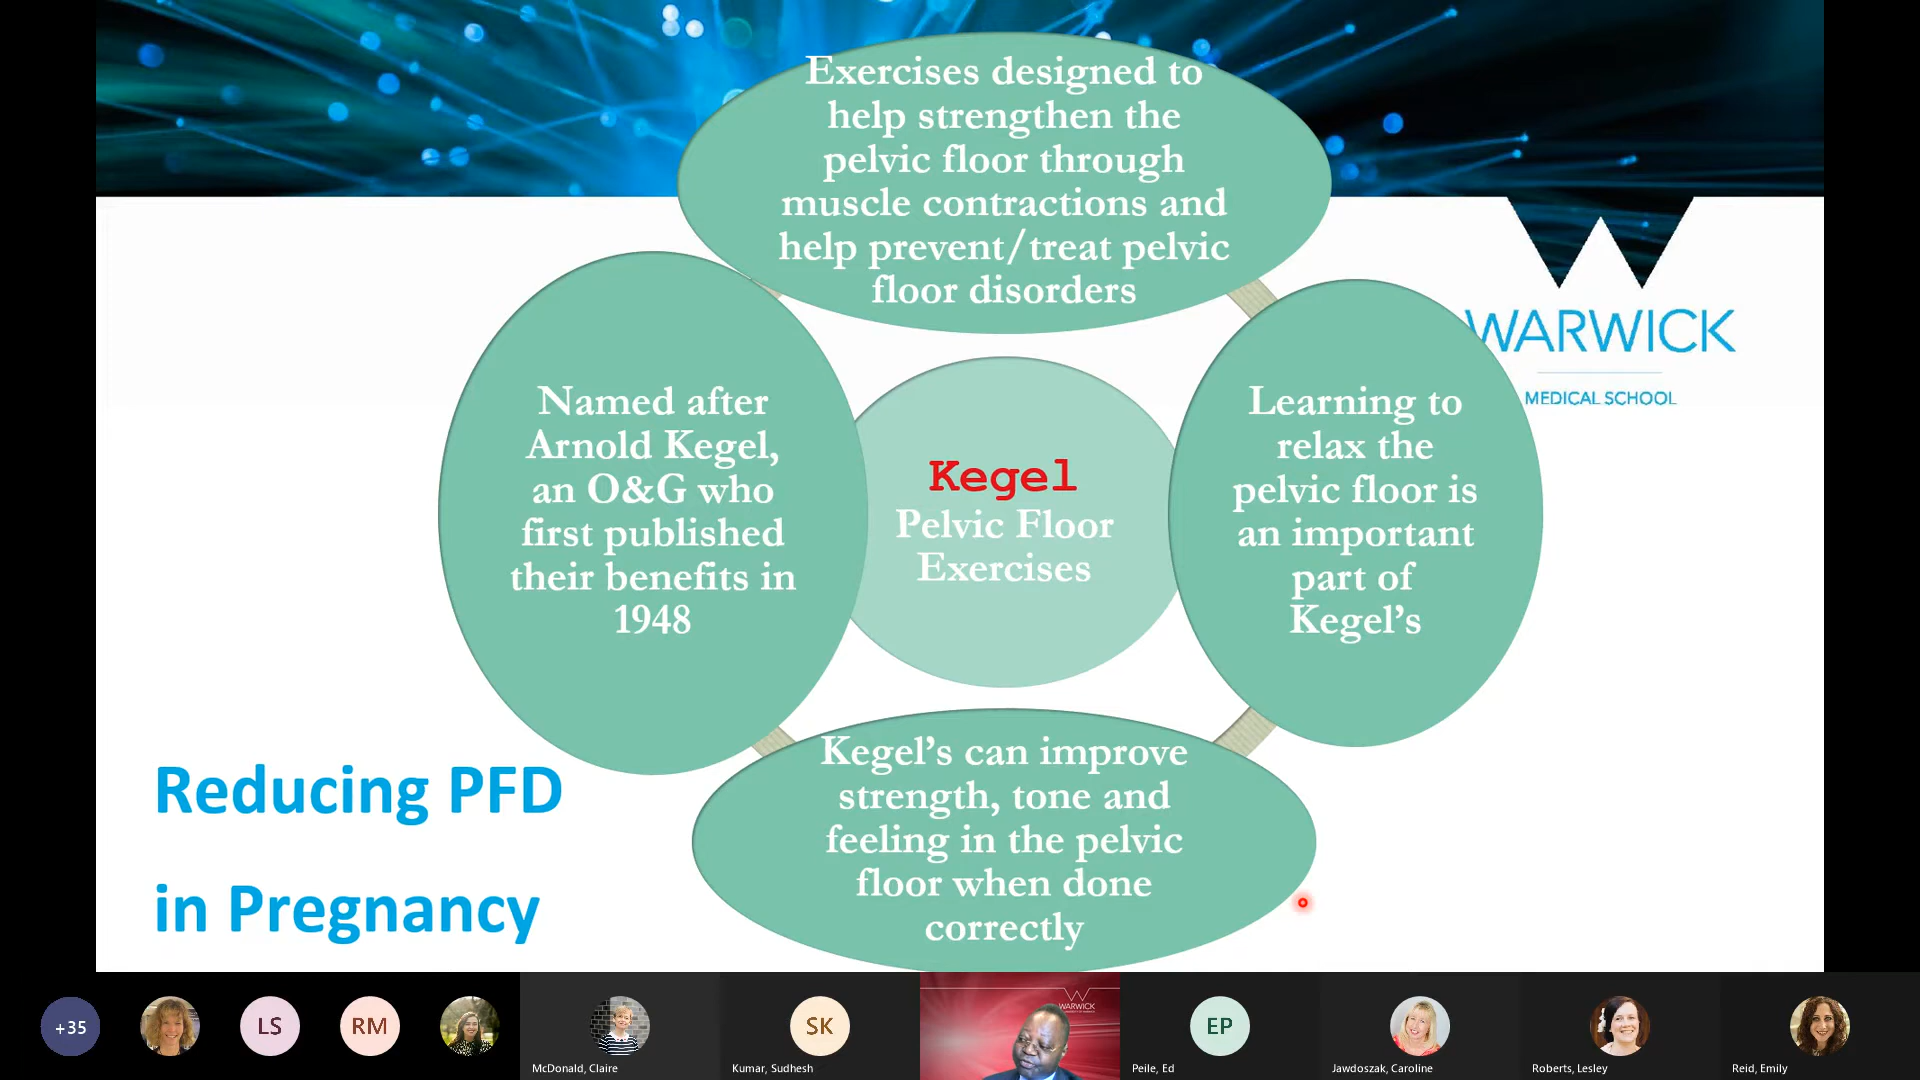 Exercises designed to
help strengthen the
pelvic floor through
muscle contractions and
help prevent/treat pelvic
floor disorders
Named after
Arnold Kegel,
an O&G who
first published
their benefits in
1948
Kegel
Pelvic Floor
Exercises
Learning to
relax the
pelvic floor is
an important
part of
Kegel's
WARWICK
MEDICAL SCHOOL
Kegel's can improve
strength, tone and
feeling in the pelvic
floor when done
correctly
Reducing PFD
in Pregnancy
+35
LS
RM
McDonald, Claire
SK
Kumar, Sudhesh
WARWICK
EP
Peile, Ed
Jawdoszak, Caroline
Roberts, Lesley
Reid, Emily